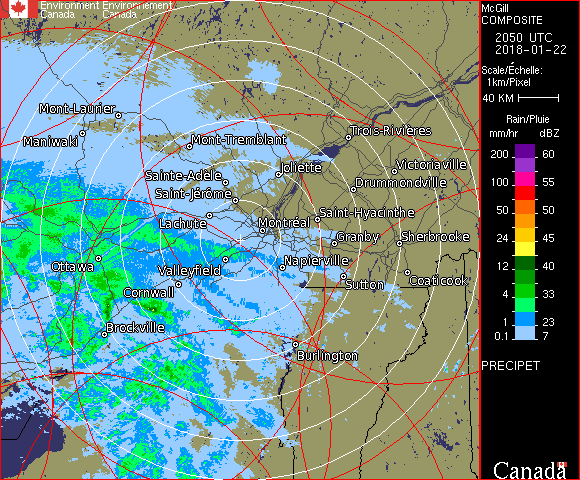 Environment Environnement
Canada Canada
McGill
COMPOSITE
2050 UTC
2018-01-22
Scale/Échelle:
1km/Pixel
40 KM
Rain/Pluie
mm/hr dBZ
200 60
100 55
50 50
24 45
12 40
4 33
1 23
0.1 7
PRECIPET
Canada
Mont-Laurier
Maniwaki
Mont-Tremblant
Trois-Rivières
Joliette
Victoriaville
Sainte-Adèle
Drummondville
Saint-Jérôme
Saint-Hyacinthe
Lachute
Montréal
Granby
Sherbrooke
Ottawa
Valleyfield
Napierville
Sutton
Coaticook
Cornwall
Brockville
Burlington